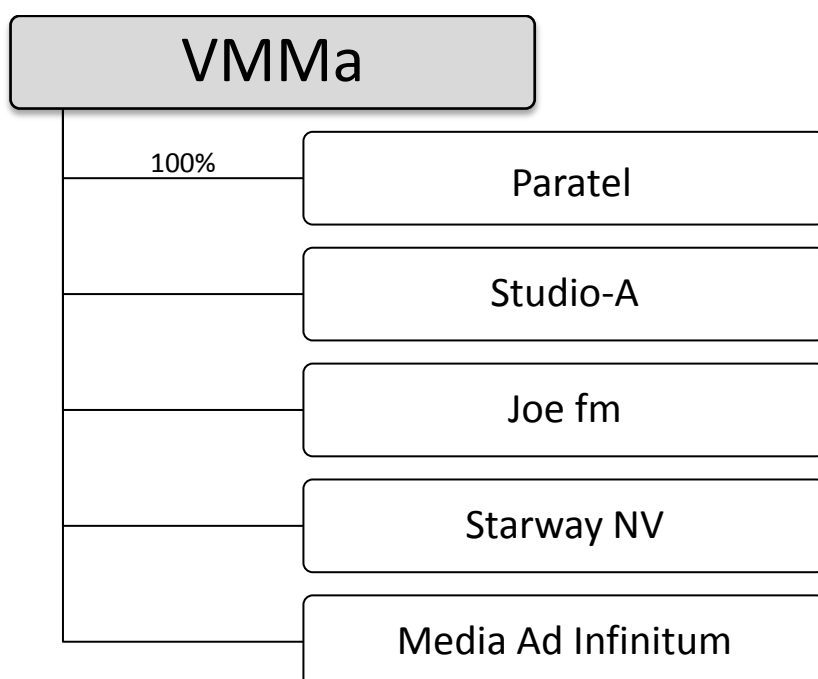 VMMa
100%
Paratel
Studio-A
Joe fm
Starway NV
Media Ad Infinitum